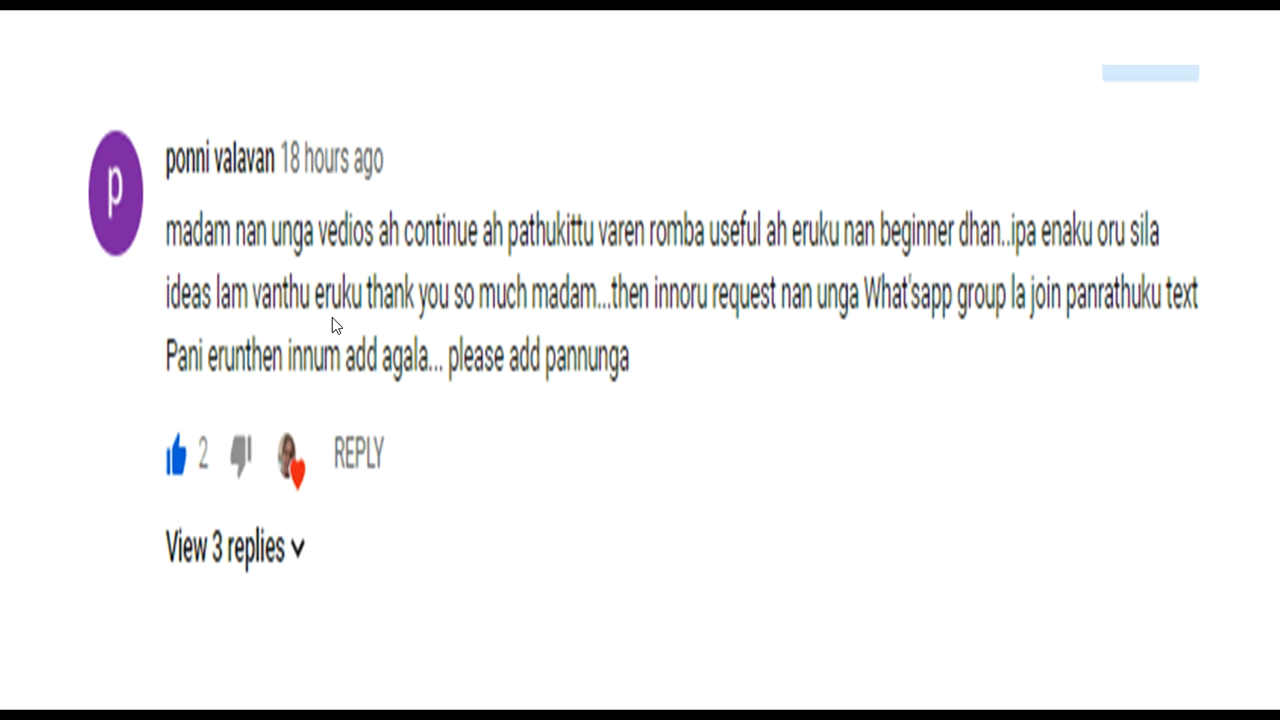 p
ponni valavan 18 hours ago
madam nan unga vedios ah continue ah pathukittu varen romba useful ah eruku nan beginner dhan..ipa enaku oru sila
ideas lam vanthu eruku thank you so much madam...then innoru request nan unga What'sapp group la join panrathuku text
Pani erunthen innum add agala... please add pannunga
2 REPLY
View 3 replies